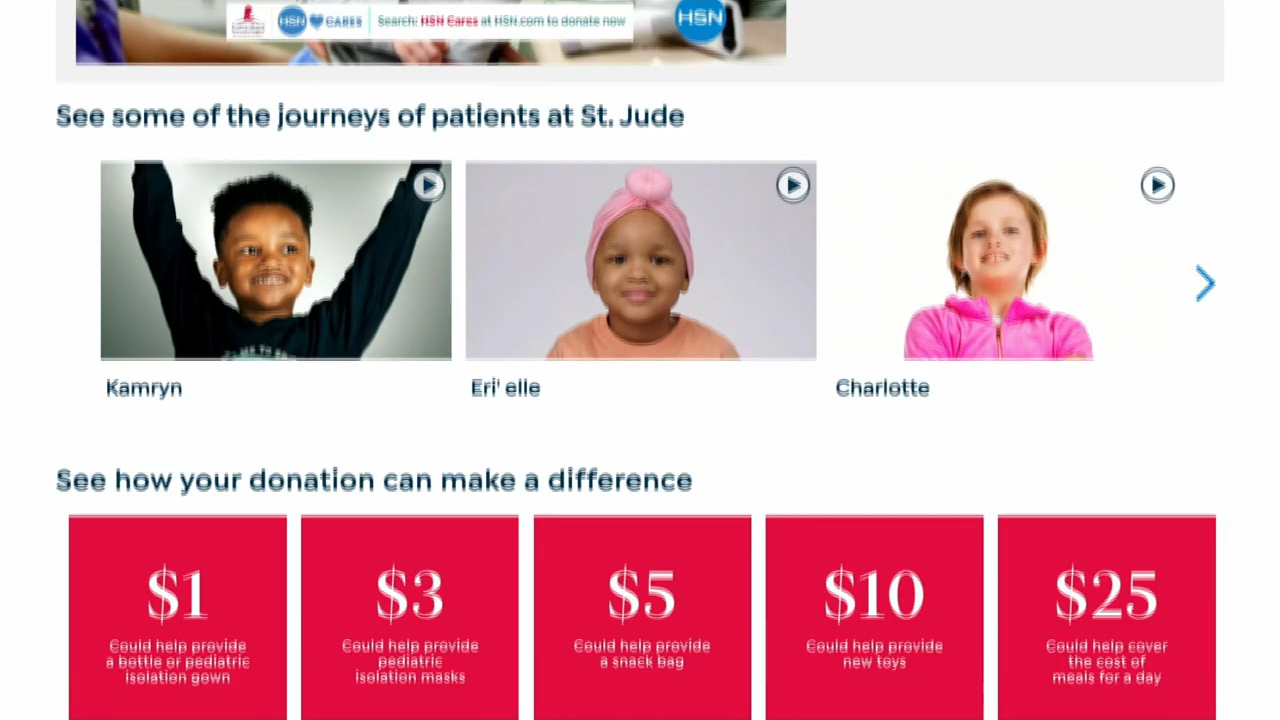 HSN CARES Search: HSN Cares at HSN.com to donate now
HSN
See some of the journeys of patients at St. Jude
Kamryn
Eri' elle
Charlotte
See how your donation can make a difference
$1
Could help provide
a bottle or pediatric
isolation gown
$3
Could help provide
pediatric
isolation masks
$5
Could help provide
a snack bag
$10
Could help provide
new toys
$25
Could help cover
the cost of
meals for a day